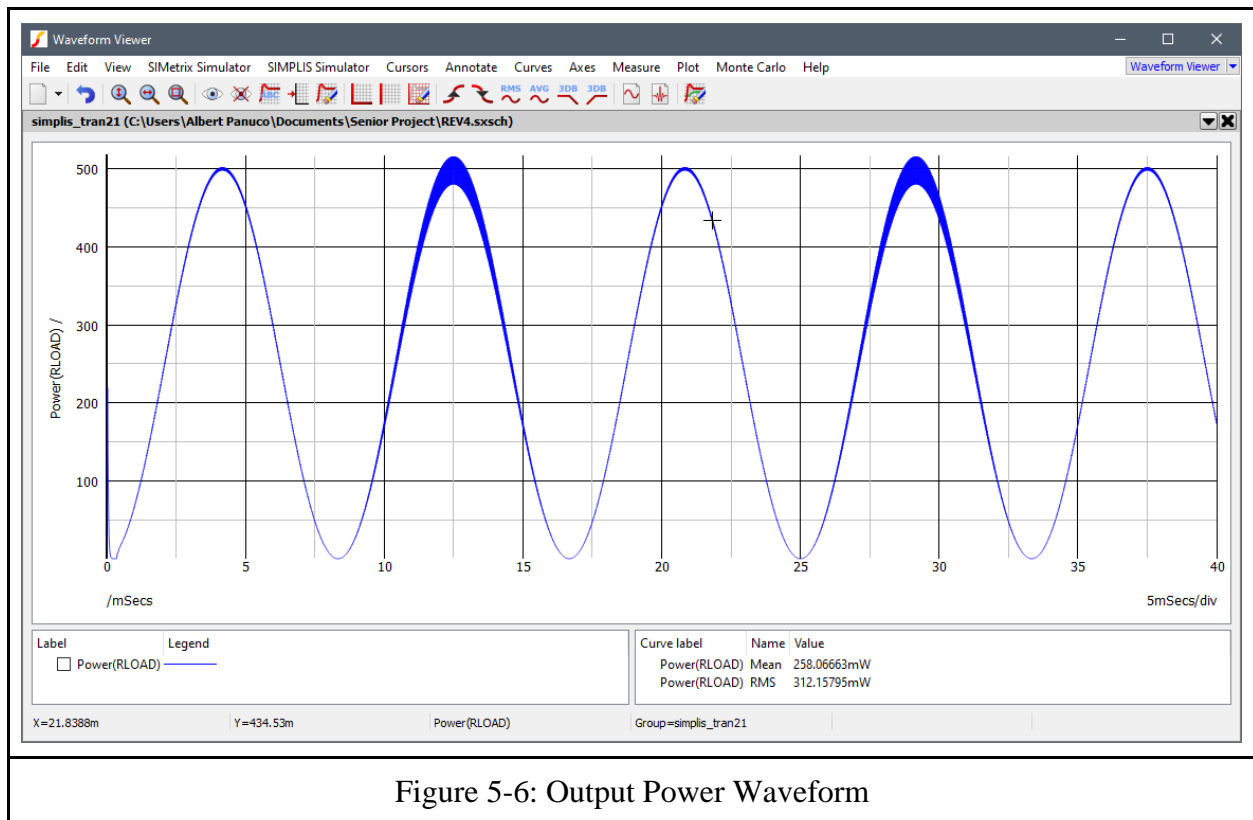 Waveform Viewer
File Edit View SIMetrix Simulator SIMPLIS Simulator Cursors Annotate Curves Axes Measure Plot Monte Carlo Help Waveform Viewer
ABC RMS AVG 3DB 3DB
simplis_tran21 (C:\Users\Albert Panuco\Documents\Senior Project\REV4.sxsch)
500
400
300
200
100
Power(RLOAD) /
0 5 10 15 20 25 30 35 40
/mSecs 5mSecs/div
Label Legend
Power(RLOAD)
Curve label Name Value
Power(RLOAD) Mean 258.06663mW
Power(RLOAD) RMS 312.15795mW
X=21.8388m Y=434.53m Power(RLOAD) Group=simplis_tran21
Figure 5-6: Output Power Waveform